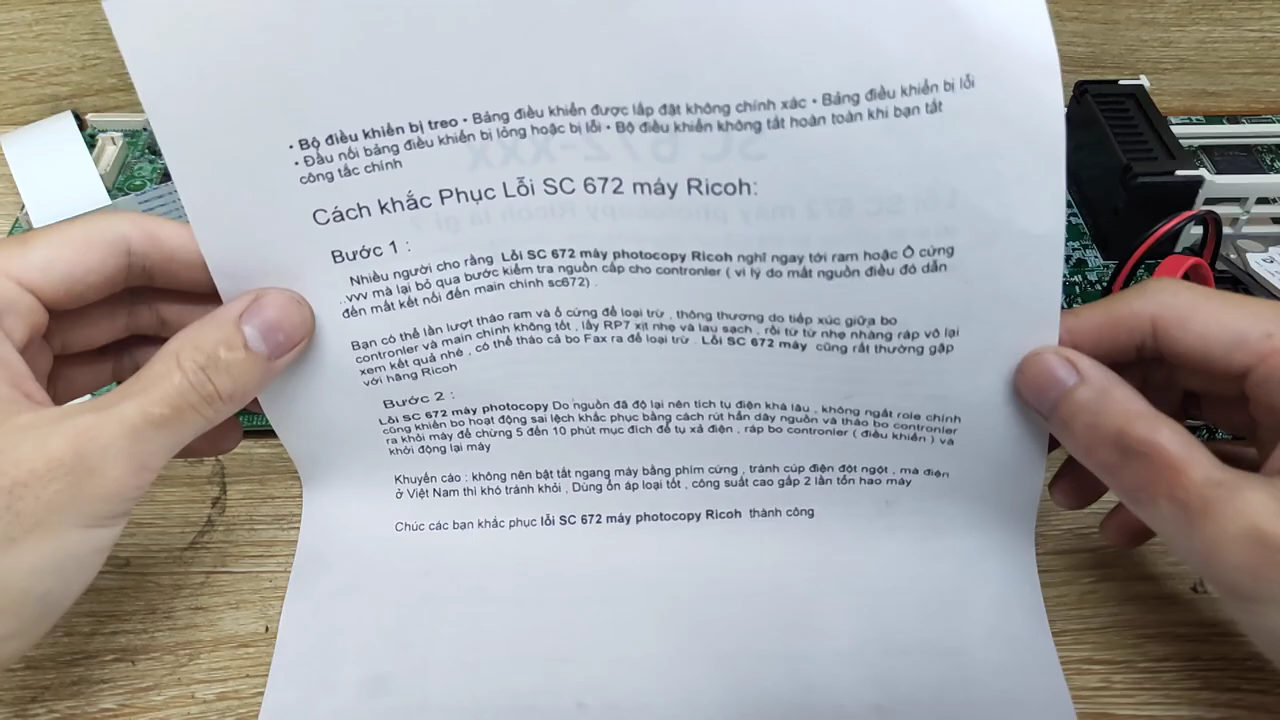 • Bộ điều khiển bị treo • Bảng điều khiển được lắp đặt không chính xác • Bảng điều khiển bị lỗi
• Đầu nối bảng điều khiển bị lỏng hoặc bị lỗi • Bộ điều khiển không tắt hoàn toàn khi bạn tắt
công tắc chính
Cách khắc Phục Lỗi SC 672 máy Ricoh:
Bước 1 :
Nhiều người cho rằng Lỗi SC 672 máy photocopy Ricoh nghĩ ngay tới ram hoặc Ổ cứng
..vvv mà lại bỏ qua bước kiểm tra nguồn cấp cho contronler ( vì lý do mất nguồn điều đó dẫn
đến mất kết nối đến main chính sc672) .
Bạn có thể lần lượt tháo ram và ổ cứng để loại trừ , thông thương do tiếp xúc giữa bo
contronler và main chính không tốt , lấy RP7 xịt nhẹ và lau sạch , rồi từ từ nhẹ nhàng ráp vô lại
xem kết quả nhé , có thể tháo cả bo Fax ra để loại trừ . Lỗi SC 672 máy cũng rất thường gặp
với hãng Ricoh
Bước 2 :
Lỗi SC 672 máy photocopy Do nguồn đã độ lại nên tích tụ điện khá lâu , không ngắt role chính
cũng khiến bo hoạt động sai lệch khắc phục bằng cách rút hẳn dây nguồn và tháo bo contronler
ra khỏi máy để chừng 5 đến 10 phút mục đích để tụ xả điện , ráp bo contronler ( điều khiển ) và
khởi động lại máy
Khuyến cáo : không nên bật tắt ngang máy bằng phím cứng , tránh cúp điện đột ngột , mà điện
ở Việt Nam thì khó tránh khỏi , Dùng ổn áp loại tốt , công suất cao gấp 2 lần tổn hao máy
Chúc các bạn khắc phục lỗi SC 672 máy photocopy Ricoh thành công